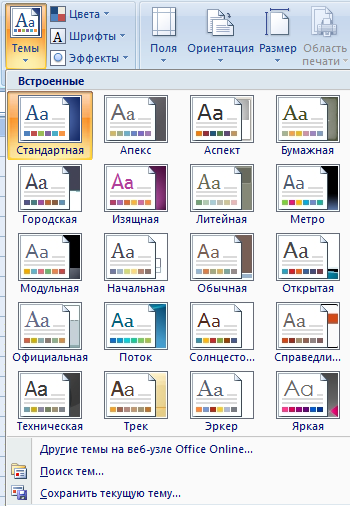 Темы
Цвета
Шрифты
Эффекты
Поля
Ориентация
Размер
Область печати
Встроенные
Aa Aa Aa Aa
Стандартная Апекс Аспект Бумажная
Aa Aa Aa Aa
Городская Изящная Литейная Метро
Aa Aa Aa Aa
Модульная Начальная Обычная Открытая
Aa Aa Aa Aa
Официальная Поток Солнцесто... Справедли...
Aa Aa Aa Aa
Техническая Трек Эркер Яркая
Другие темы на веб-узле Office Online...
Поиск тем...
Сохранить текущую тему...